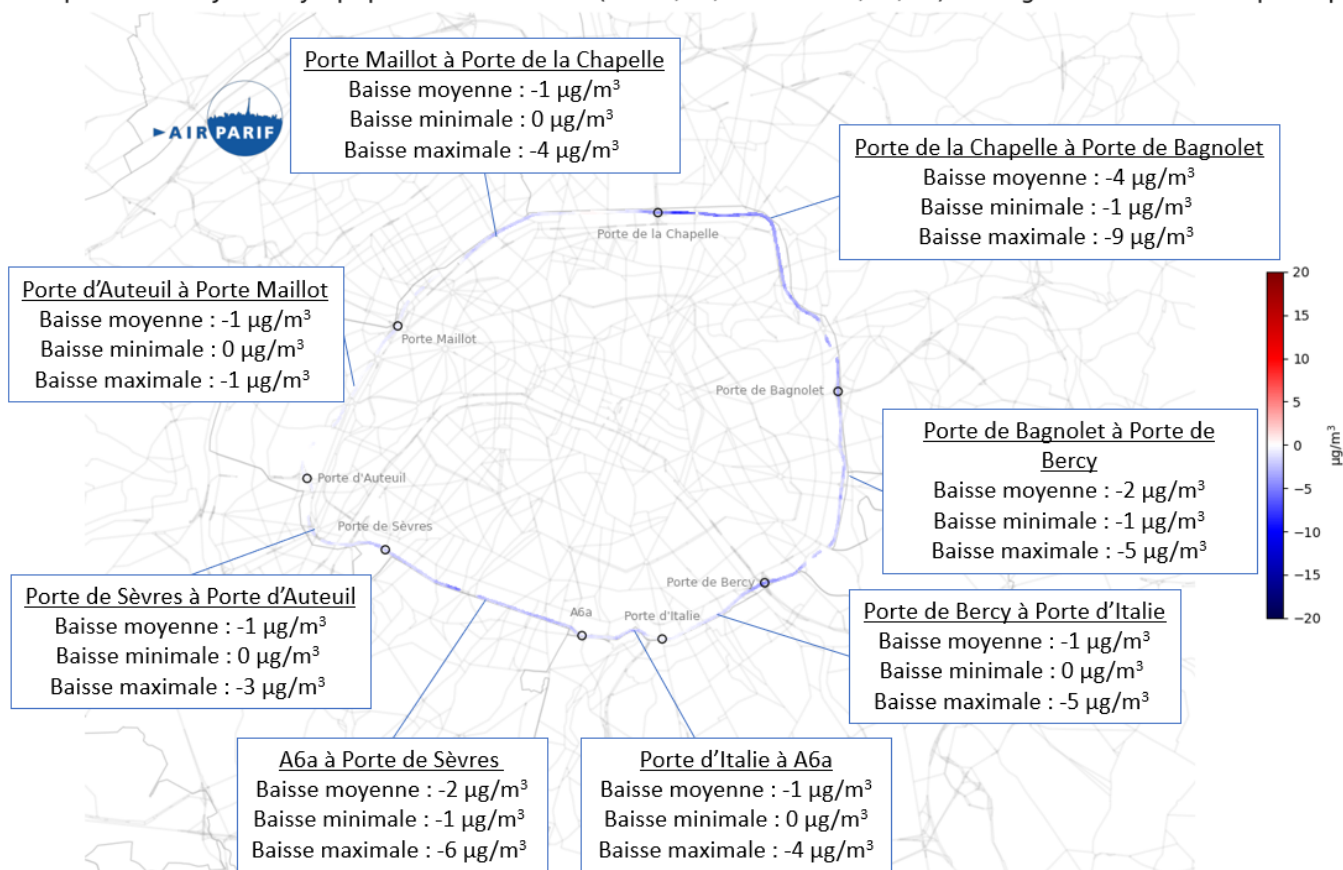 Porte Maillot à Porte de la Chapelle
Baisse moyenne : -1 µg/m³
Baisse minimale : 0 µg/m³
Baisse maximale : -4 µg/m³
AIRPARIF
Porte de la Chapelle à Porte de Bagnolet
Baisse moyenne : -4 µg/m³
Baisse minimale : -1 µg/m³
Baisse maximale : -9 µg/m³
Porte de la Chapelle
Porte d'Auteuil à Porte Maillot
Baisse moyenne : -1 µg/m³
Baisse minimale : 0 µg/m³
Baisse maximale : -1 µg/m³
Porte Maillot
Porte de Bagnolet
20
15
10
5
0
−5
−10
−15
−20
µg/m³
Porte de Bagnolet à Porte de
Bercy
Baisse moyenne : -2 µg/m³
Baisse minimale : -1 µg/m³
Baisse maximale : -5 µg/m³
Porte d'Auteuil
Porte de Sèvres
Porte de Bercy
A6a
Porte d'Italie
Porte de Sèvres à Porte d'Auteuil
Baisse moyenne : -1 µg/m³
Baisse minimale : 0 µg/m³
Baisse maximale : -3 µg/m³
Porte de Bercy à Porte d'Italie
Baisse moyenne : -1 µg/m³
Baisse minimale : 0 µg/m³
Baisse maximale : -5 µg/m³
A6a à Porte de Sèvres
Baisse moyenne : -2 µg/m³
Baisse minimale : -1 µg/m³
Baisse maximale : -6 µg/m³
Porte d'Italie à A6a
Baisse moyenne : -1 µg/m³
Baisse minimale : 0 µg/m³
Baisse maximale : -4 µg/m³